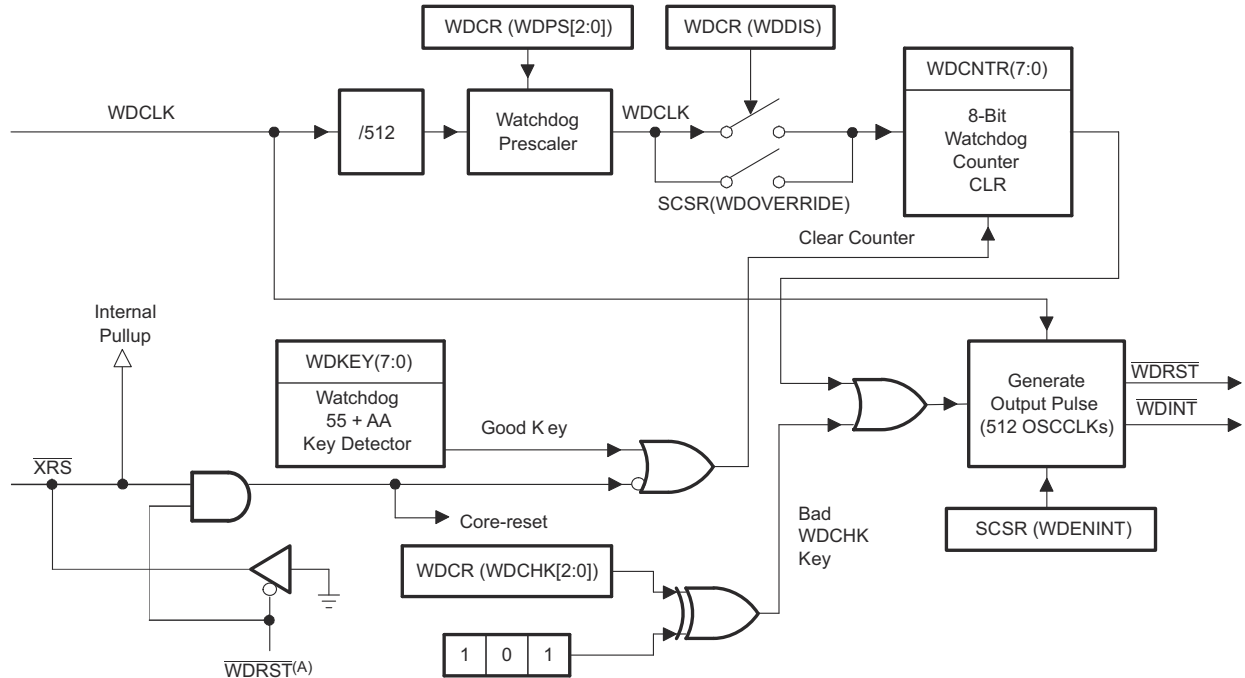 WDCR (WDPS[2:0])
WDCR (WDDIS)
WDCNTR(7:0)
WDCLK
/512
Watchdog
Prescaler
WDCLK
8-Bit
Watchdog
Counter
CLR
SCSR(WDOVERRIDE)
Clear Counter
Internal
Pullup
WDKEY(7:0)
Watchdog
55 + AA
Key Detector
Good Key
Generate
Output Pulse
(512 OSCCLKs)
WDRST
WDINT
XRS
Core-reset
Bad
WDCHK
Key
SCSR (WDENINT)
WDCR (WDCHK[2:0])
1 0 1
WDRST(A)